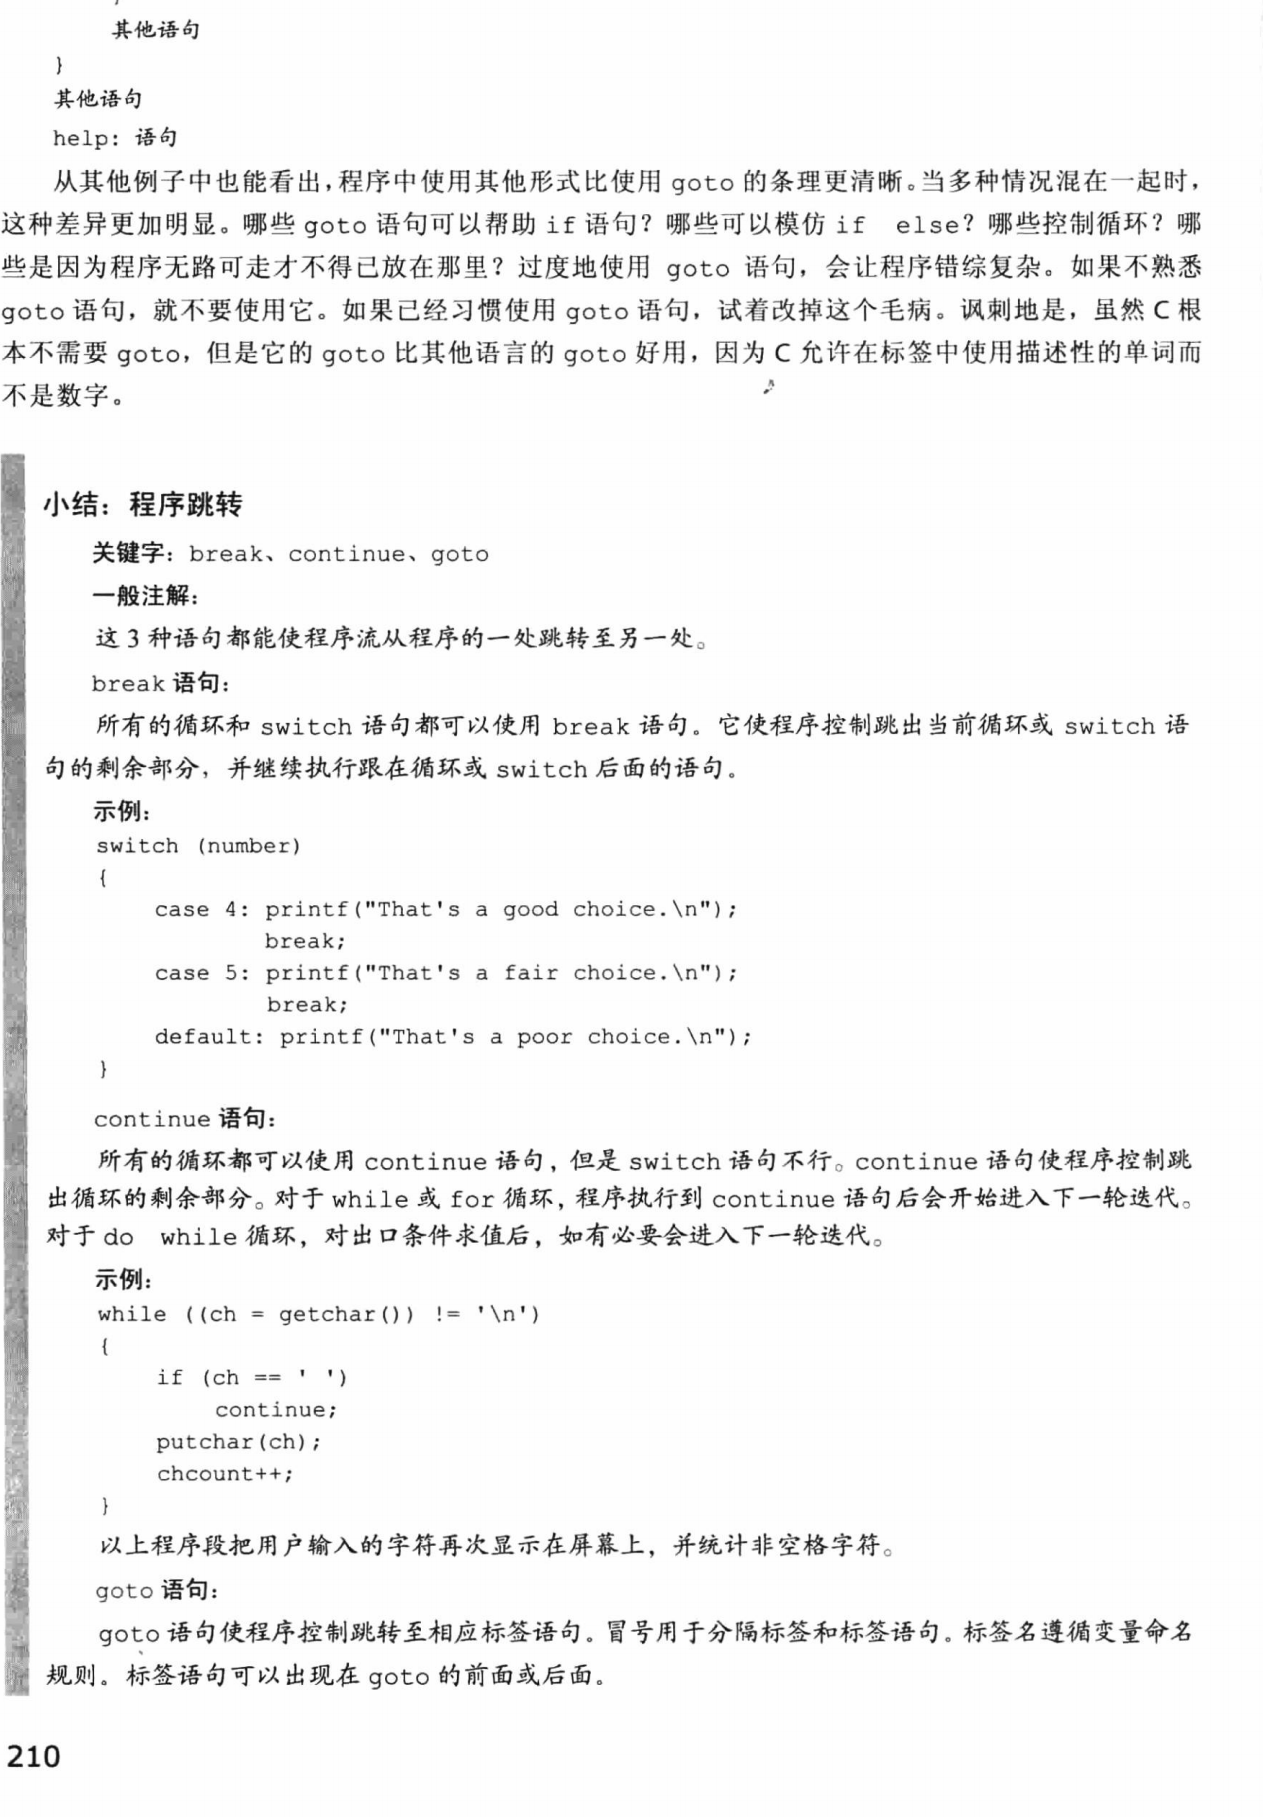 其他语句
}
其他语句
help: 语句
从其他例子中也能看出，程序中使用其他形式比使用 goto 的条理更清晰。当多种情况混在一起时，
这种差异更加明显。哪些 goto 语句可以帮助 if 语句？哪些可以模仿 if else？哪些控制循环？哪
些是因为程序无路可走才不得已放在那里？过度地使用 goto 语句，会让程序错综复杂。如果不熟悉
goto 语句，就不要使用它。如果已经习惯使用 goto 语句，试着改掉这个毛病。讽刺地是，虽然 C 根
本不需要 goto，但是它的 goto 比其他语言的 goto 好用，因为 C 允许在标签中使用描述性的单词而
不是数字。
小结：程序跳转
关键字：break、continue、goto
一般注解：
这 3 种语句都能使程序流从程序的一处跳转至另一处。
break 语句：
所有的循环和 switch 语句都可以使用 break 语句。它使程序控制跳出当前循环或 switch 语
句的剩余部分，并继续执行跟在循环或 switch 后面的语句。
示例：
switch (number)
{
case 4: printf("That's a good choice.\n");
break;
case 5: printf("That's a fair choice.\n");
break;
default: printf("That's a poor choice.\n");
}
continue 语句：
所有的循环都可以使用 continue 语句，但是 switch 语句不行。continue 语句使程序控制跳
出循环的剩余部分。对于 while 或 for 循环，程序执行到 continue 语句后会开始进入下一轮迭代。
对于 do while 循环，对出口条件求值后，如有必要会进入下一轮迭代。
示例：
while ((ch = getchar()) != '\n')
{
if (ch == ' ')
continue;
putchar(ch);
chcount++;
}
以上程序段把用户输入的字符再次显示在屏幕上，并统计非空格字符。
goto 语句：
goto 语句使程序控制跳转至相应标签语句。冒号用于分隔标签和标签语句。标签名遵循变量命名
规则。标签语句可以出现在 goto 的前面或后面。
210